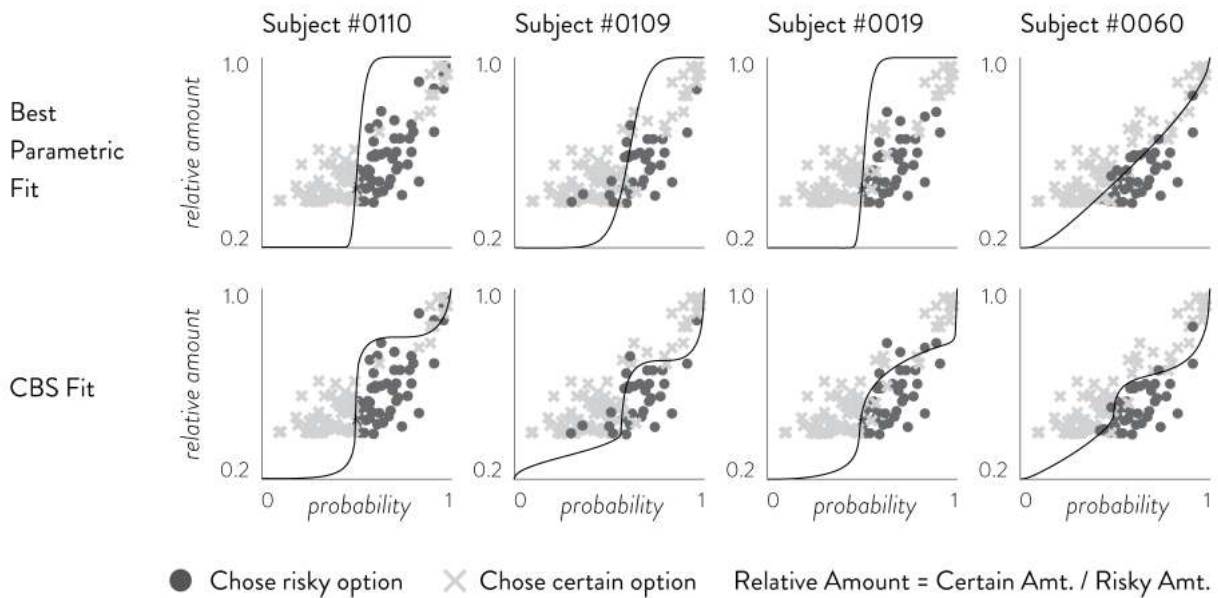 Subject #0110 Subject #0109 Subject #0019 Subject #0060
Best
Parametric
Fit
relative amount
1.0 1.0 1.0 1.0
0.2 0.2 0.2 0.2
CBS Fit
relative amount
1.0 1.0 1.0 1.0
0.2 0.2 0.2 0.2
0 1 0 1 0 1 0 1
probability probability probability probability
Chose risky option Chose certain option Relative Amount = Certain Amt. / Risky Amt.